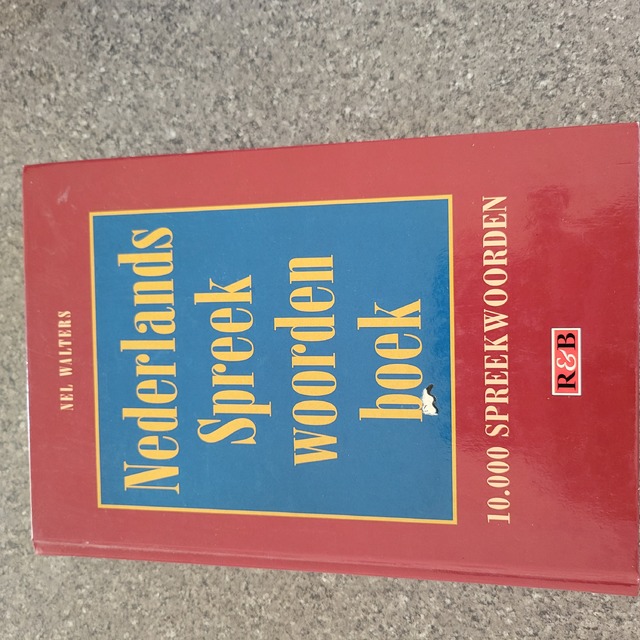 NEL WALTERS
Nederlands
Spreek
woorden
boek
10.000 SPREEKWOORDEN
R&B